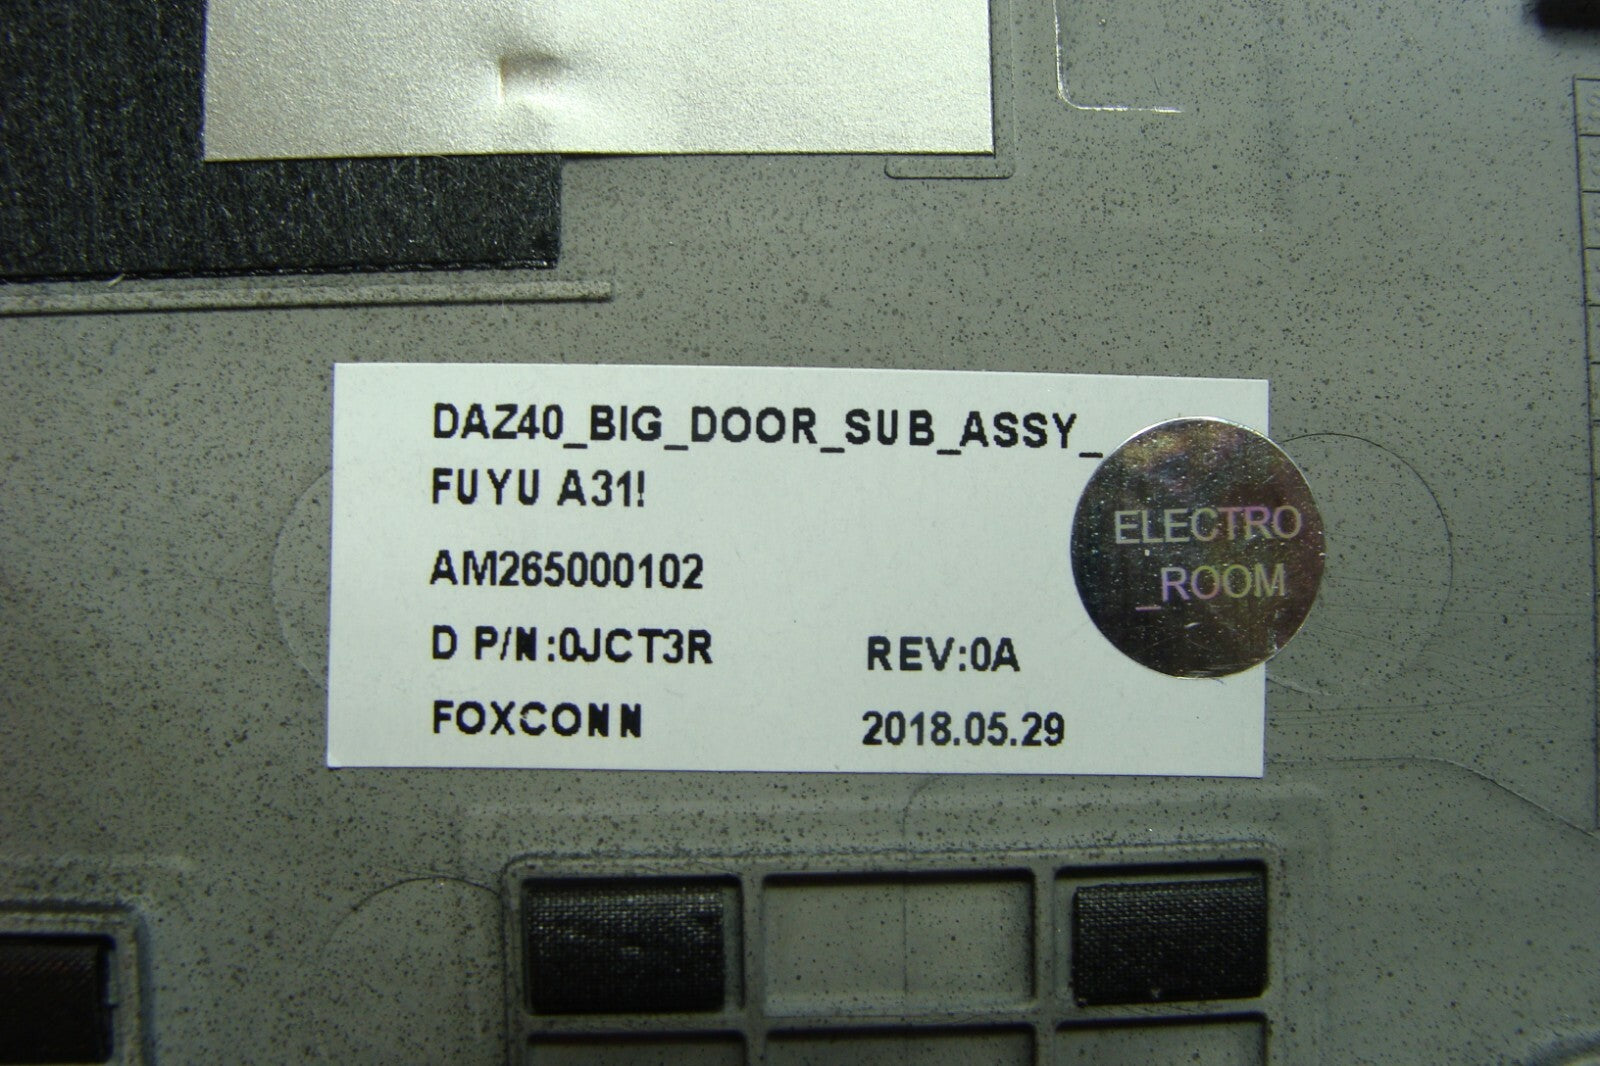 DAZ40_BIG_DOOR_SUB_ASSY_
FUYU A31!
AM265000102
D P/N:0JCT3R
REV:0A
FOXCONN
2018.05.29
ELECTRO
_ROOM